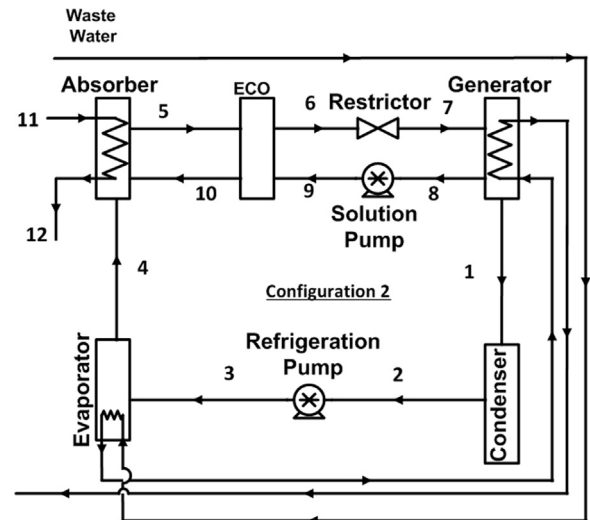 Waste
Water
Absorber
ECO
Generator
11
5
6
Restrictor
7
10
9
8
Solution
Pump
12
4
1
Configuration 2
Evaporator
Refrigeration
Pump
3
2
Condenser